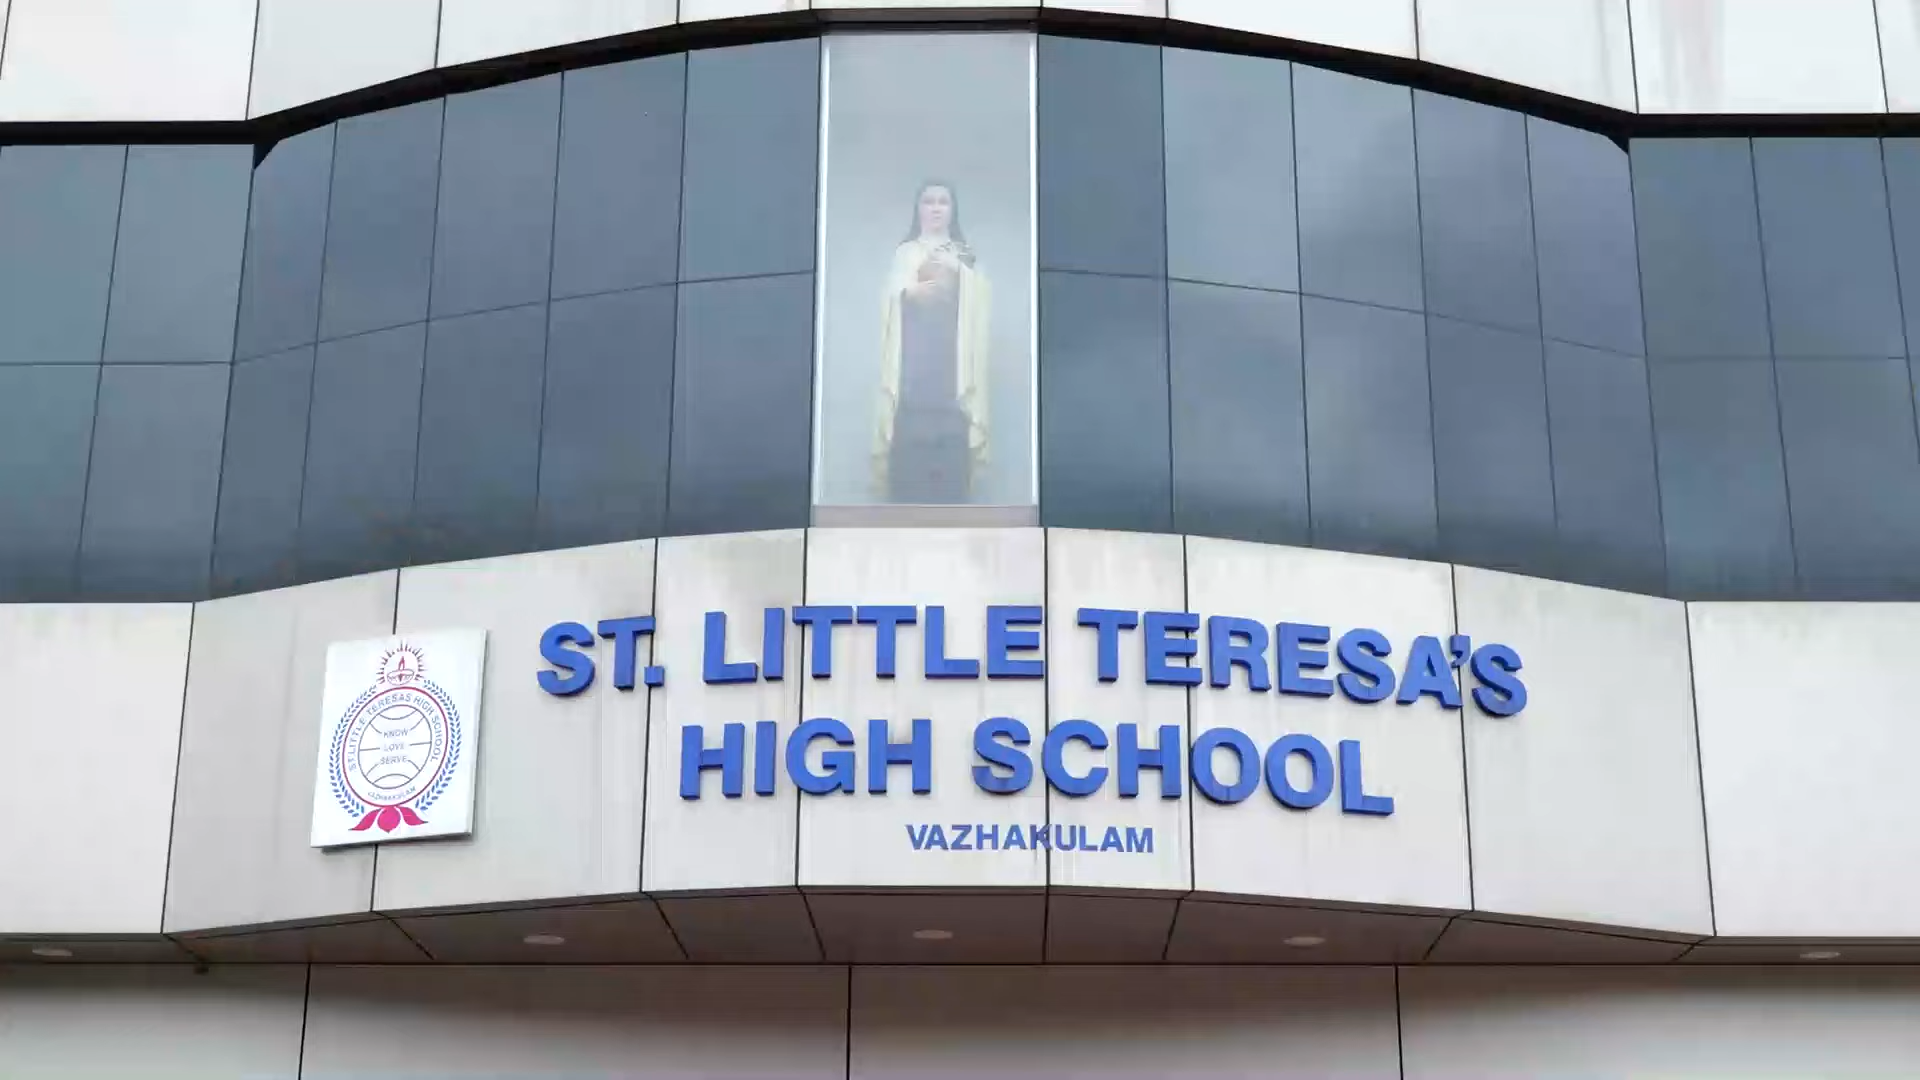 ST. LITTLE TERESA'S
HIGH SCHOOL
VAZHAKULAM
ST. LITTLE TERESAS HIGH SCHOOL
KNOW
LOVE
SERVE
VAZHAKULAM